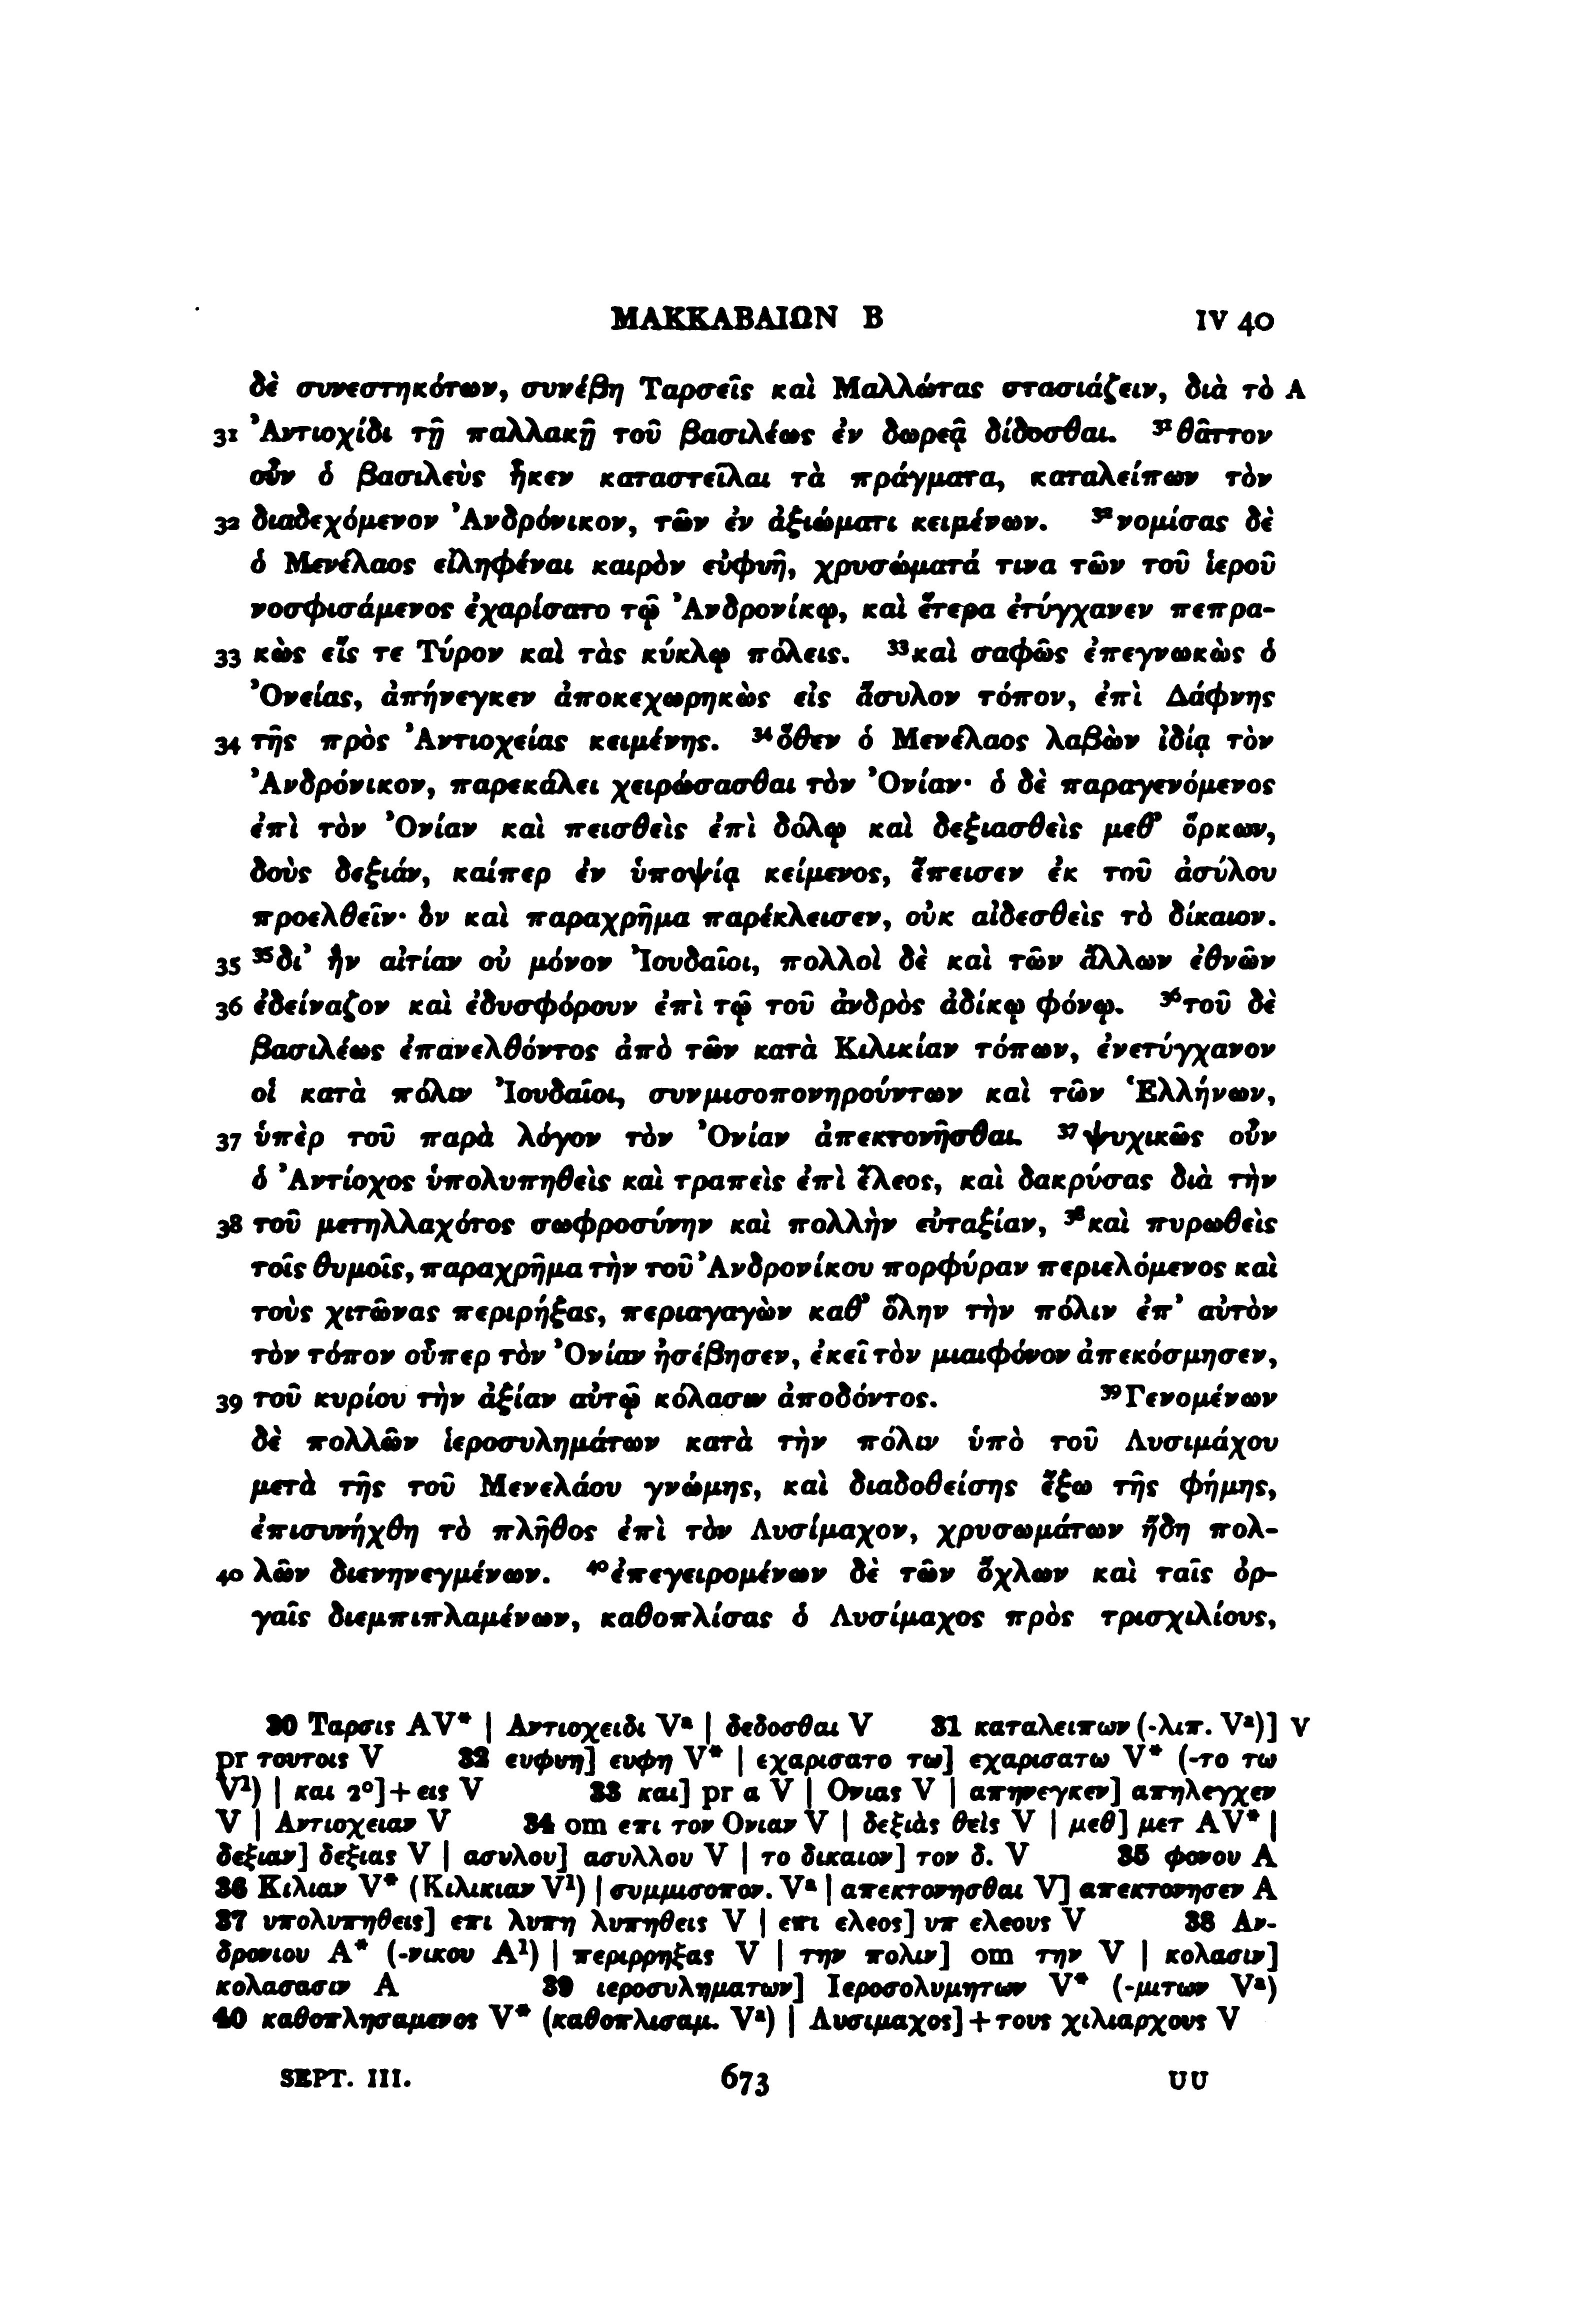 ΜΑΚΚΑΒΑΙΩΝ Β IV 40
δὲ συνεστηκότων, συνέβη Ταρσεῖς καὶ Μαλλώτας στασιάζειν, διὰ τὸ A
31 Ἀντιοχίδι τῇ παλλακῇ τοῦ βασιλέως ἐν δωρεᾷ δίδοσθαι. ³¹θᾶττον
οὖν ὁ βασιλεὺς ἧκεν καταστεῖλαι τὰ πράγματα, καταλείπων τὸν
32 διαδεχόμενον Ἀνδρόνικον, τῶν ἐν ἀξιώματι κειμένων. ³²νομίσας δὲ
ὁ Μενέλαος εἰληφέναι καιρὸν εὐφυῆ, χρυσώματά τινα τῶν τοῦ ἱεροῦ
νοσφισάμενος ἐχαρίσατο τῷ Ἀνδρονίκῳ, καὶ ἕτερα ἐτύγχανεν πεπρα-
33 κὼς εἴς τε Τύρον καὶ τὰς κύκλῳ πόλεις. ³³καὶ σαφῶς ἐπεγνωκὼς ὁ
Ὀνείας, ἀπήνεγκεν ἀποκεχωρηκὼς εἰς ἄσυλον τόπον, ἐπὶ Δάφνης
34 τῆς πρὸς Ἀντιοχείας κειμένης. ³⁴ὅθεν ὁ Μενέλαος λαβὼν ἰδίᾳ τὸν
Ἀνδρόνικον, παρεκάλει χειρώσασθαι τὸν Ὀνίαν· ὁ δὲ παραγενόμενος
ἐπὶ τὸν Ὀνίαν καὶ πεισθεὶς ἐπὶ δόλῳ καὶ δεξιασθεὶς μεθ’ ὅρκων,
δοὺς δεξιάν, καίπερ ἐν ὑποψίᾳ κείμενος, ἔπεισεν ἐκ τοῦ ἀσύλου
προελθεῖν· ὃν καὶ παραχρῆμα παρέκλεισεν, οὐκ αἰδεσθεὶς τὸ δίκαιον.
35 ³⁵δι’ ἣν αἰτίαν οὐ μόνον Ἰουδαῖοι, πολλοὶ δὲ καὶ τῶν ἄλλων ἐθνῶν
36 ἐδείναζον καὶ ἐδυσφόρουν ἐπὶ τῷ τοῦ ἀνδρὸς ἀδίκῳ φόνῳ. ³⁶τοῦ δὲ
βασιλέως ἐπανελθόντος ἀπὸ τῶν κατὰ Κιλικίαν τόπων, ἐνετύγχανον
οἱ κατὰ πόλιν Ἰουδαῖοι, συνμισοπονηρούντων καὶ τῶν Ἑλλήνων,
37 ὑπὲρ τοῦ παρὰ λόγον τὸν Ὀνίαν ἀπεκτονῆσθαι. ³⁷ψυχικῶς οὖν
ὁ Ἀντίοχος ὑπολυπηθεὶς καὶ τραπεὶς ἐπὶ ἔλεος, καὶ δακρύσας διὰ τὴν
38 τοῦ μετηλλαχότος σωφροσύνην καὶ πολλὴν εὐταξίαν, ³⁸καὶ πυρωθεὶς
τοῖς θυμοῖς, παραχρῆμα τὴν τοῦ Ἀνδρονίκου πορφύραν περιελόμενος καὶ
τοὺς χιτῶνας περιρήξας, περιαγαγὼν καθ’ ὅλην τὴν πόλιν ἐπ’ αὐτὸν
τὸν τόπον οὗπερ τὸν Ὀνίαν ἠσέβησεν, ἐκεῖ τὸν μιαιφόνον ἀπεκόσμησεν,
39 τοῦ κυρίου τὴν ἀξίαν αὐτῷ κόλασιν ἀποδόντος. ³⁹Γενομένων
δὲ πολλῶν ἱεροσυλημάτων κατὰ τὴν πόλιν ὑπὸ τοῦ Λυσιμάχου
μετὰ τῆς τοῦ Μενελάου γνώμης, καὶ διαδοθείσης ἔξω τῆς φήμης,
ἐπισυνήχθη τὸ πλῆθος ἐπὶ τὸν Λυσίμαχον, χρυσωμάτων ἤδη πολ-
40 λῶν διενηνεγμένων. ⁴⁰ἐπεγειρομένων δὲ τῶν ὄχλων καὶ ταῖς ὀρ-
γαῖς διεμπιπλαμένων, καθοπλίσας ὁ Λυσίμαχος πρὸς τρισχιλίους,
30 Ταρσις AV* | Αντιοχειδι Vᵃ | δεδοσθαι V 31 καταλειπων (-λιπ. Vᵃ)] V
pr τουτοις V 32 ευφυη] ευφη V* | εχαρισατο τω] εχαρισατω V* (-το τω
V¹) | και 2°]+εις V 33 και] pr α V | Ονιας V | απηνεγκεν] απηλεγχεν
V | Αντιοχειαν V 34 om επι τον Ονιαν V | δεξιὰς θεὶς V | μεθ] μετ AV* |
δεξιαν] δεξιας V | ασυλου] ασυλλου V | το δικαιον] τον δ. V 35 φονου A
36 Κιλιαν V* (Κιλικιαν V¹) | συμμισοπον. Vᵃ | απεκτονησθαι V] απεκτονησεν A
37 υπολυπηθεις] επι λυπη λυπηθεις V | επι ελεος] υπ ελεους V 38 Αν-
δρονιου A* (-νικου A¹) | περιρρηξας V | την πολιν] om την V | κολασιν]
κολασασιν A 39 ιεροσυληματων] Ιεροσολυμητων V* (-μιτων Vᵃ)
40 καθοπλησαμενος V* (καθοπλισαμ. Vᵃ) | Λυσιμαχος]+τους χιλιαρχους V
SEPT. III. 673 UU